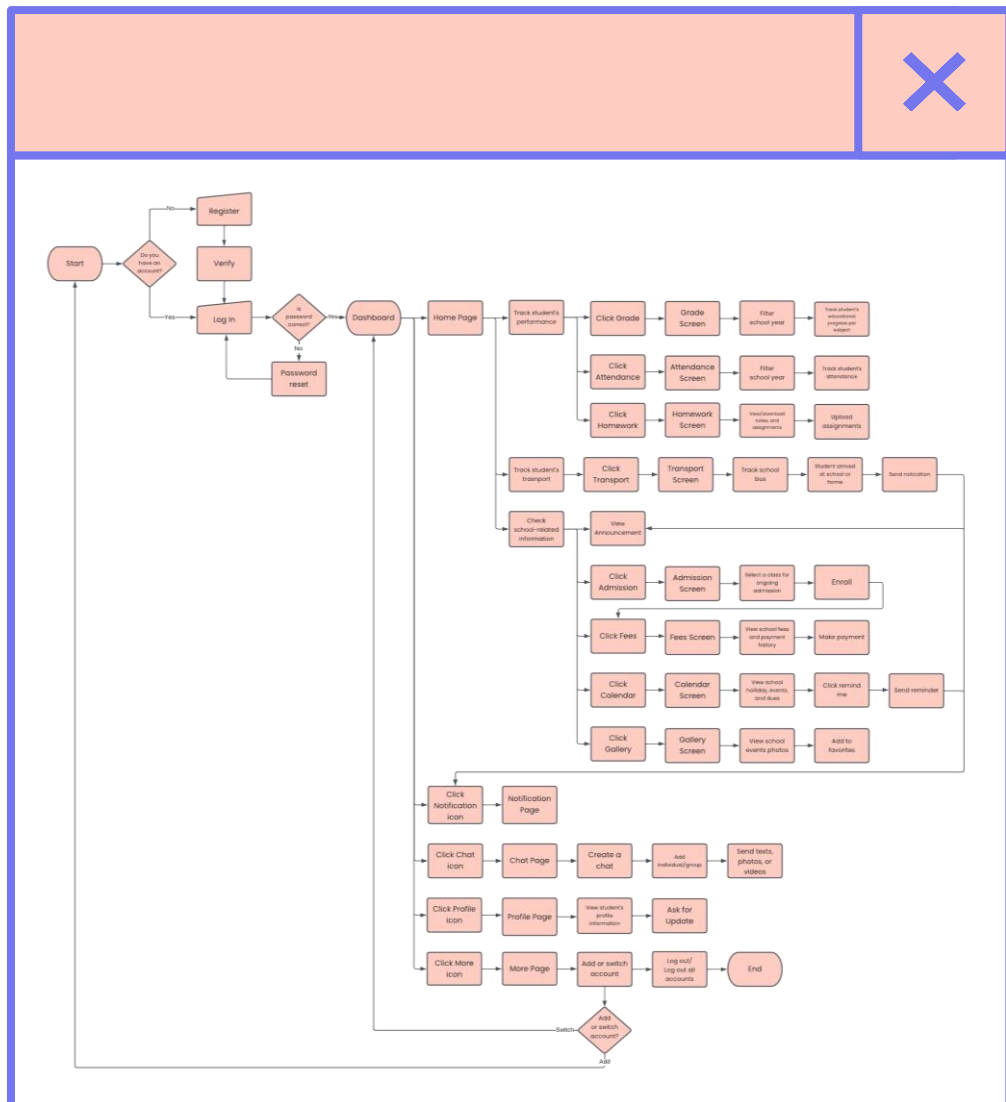 No
Register
Start
Do you
have an
account?
Verify
Yes
Log In
Is
password
correct?
Yes
No
Password
reset
Dashboard
Home Page
Track student's
performance
Click Grade
Grade
Screen
Filter
school year
Track student's
educational
progress per
subject
Click
Attendance
Attendance
Screen
Filter
school year
Track student's
attendance
Click
Homework
Homework
Screen
View/download
notes, and
assignments
Upload
assignments
Track student's
trasnport
Click
Transport
Transport
Screen
Track school
bus
Student arrived
at school or
home.
Send notication
Check
school-related
information
View
Announcement
Click
Admission
Admission
Screen
Select a class for
ongoing
admission
Enroll
Click Fees
Fees Screen
View school fees
and payment
history
Make payment
Click
Calendar
Calendar
Screen
View school
holiday, events,
and dues
Click remind
me
Send reminder
Click
Gallery
Gallery
Screen
View school
events photos
Add to
favorites
Click
Notification
icon
Notification
Page
Click Chat
icon
Chat Page
Create a
chat
Add
individual/group
Send texts,
photos, or
videos
Click Profile
icon
Profile Page
View student's
profile
information
Ask for
Update
Click More
icon
More Page
Add or switch
account
Log out/
Log out all
accounts
End
Switch
Add
or switch
account?
Add